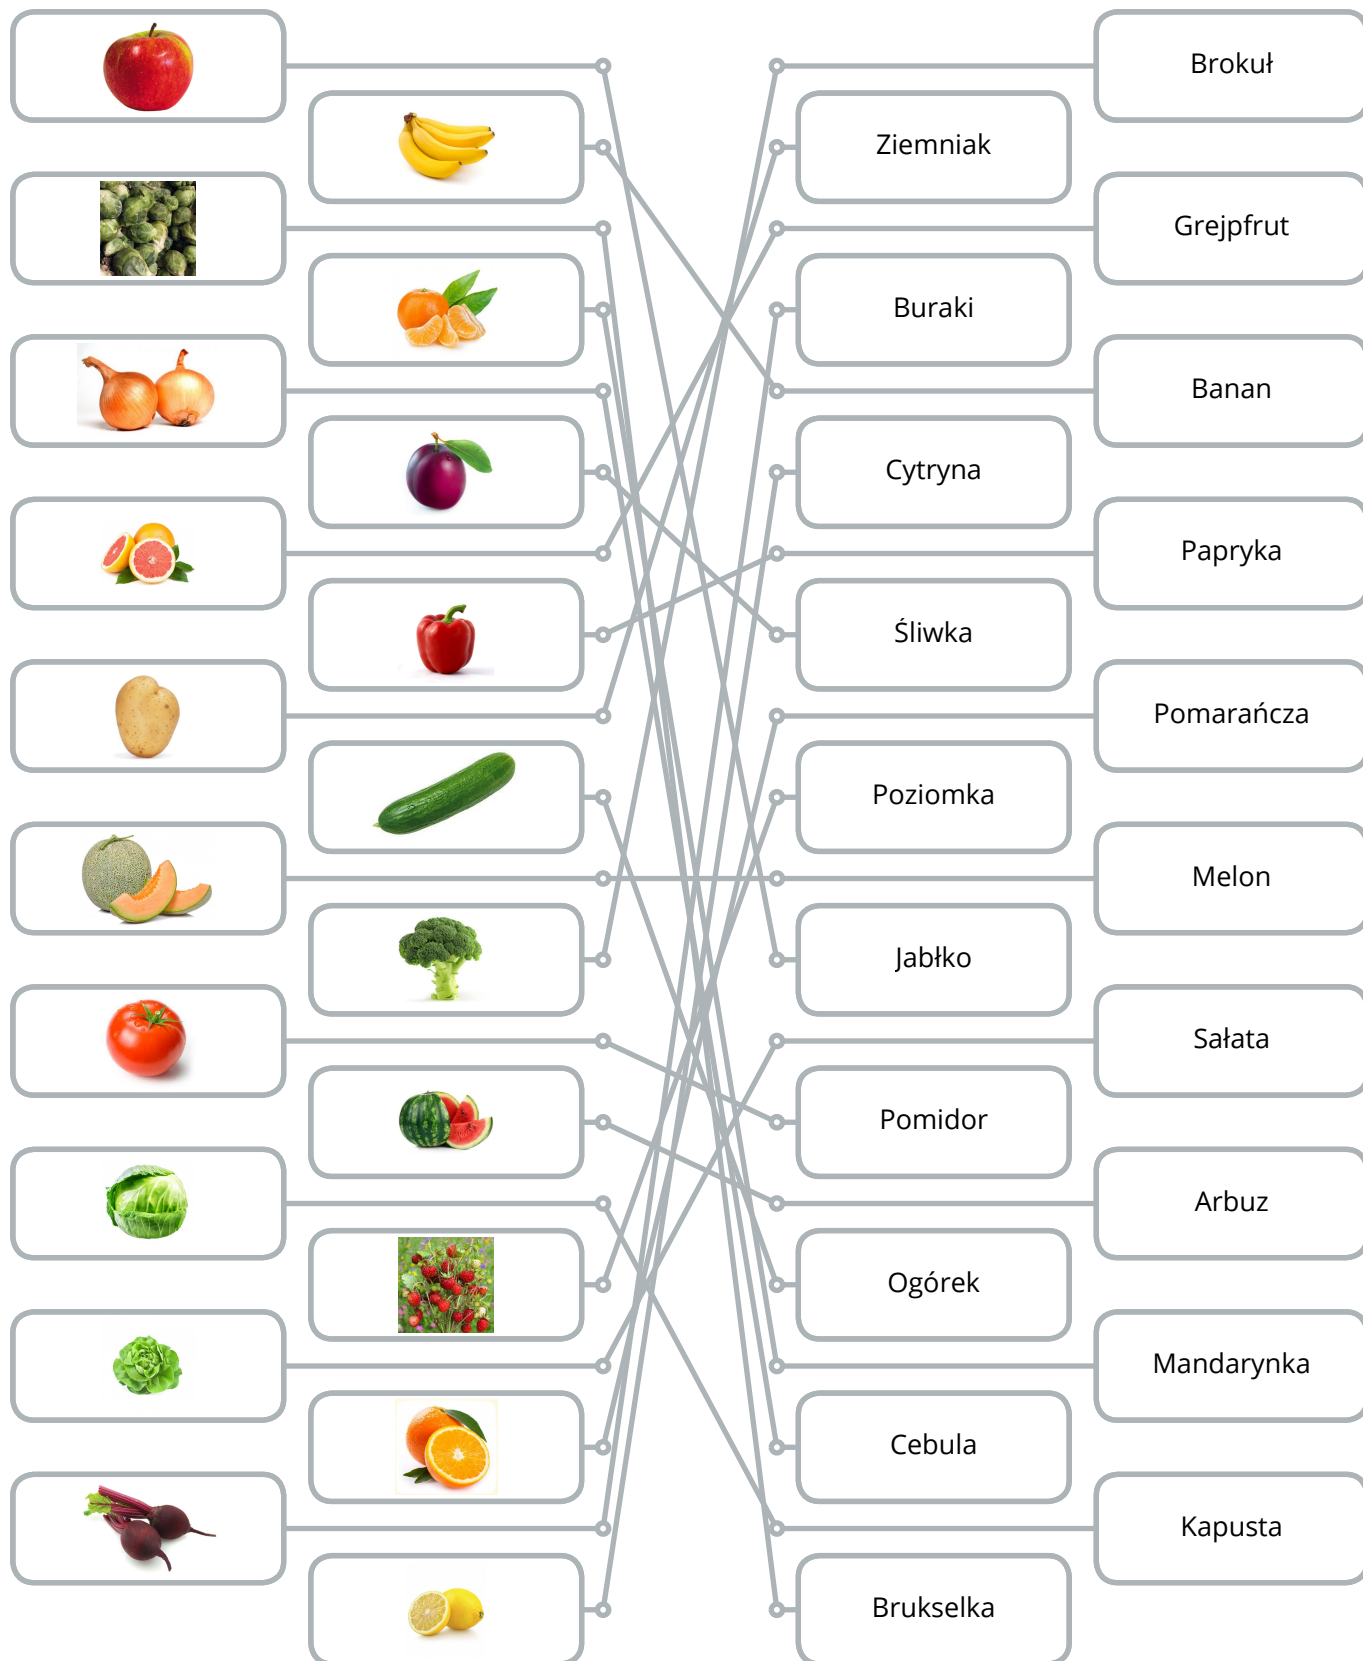 Brokuł
Ziemniak
Grejpfrut
Buraki
Banan
Cytryna
Papryka
Śliwka
Pomarańcza
Poziomka
Melon
Jabłko
Sałata
Pomidor
Arbuz
Ogórek
Mandarynka
Cebula
Kapusta
Brukselka